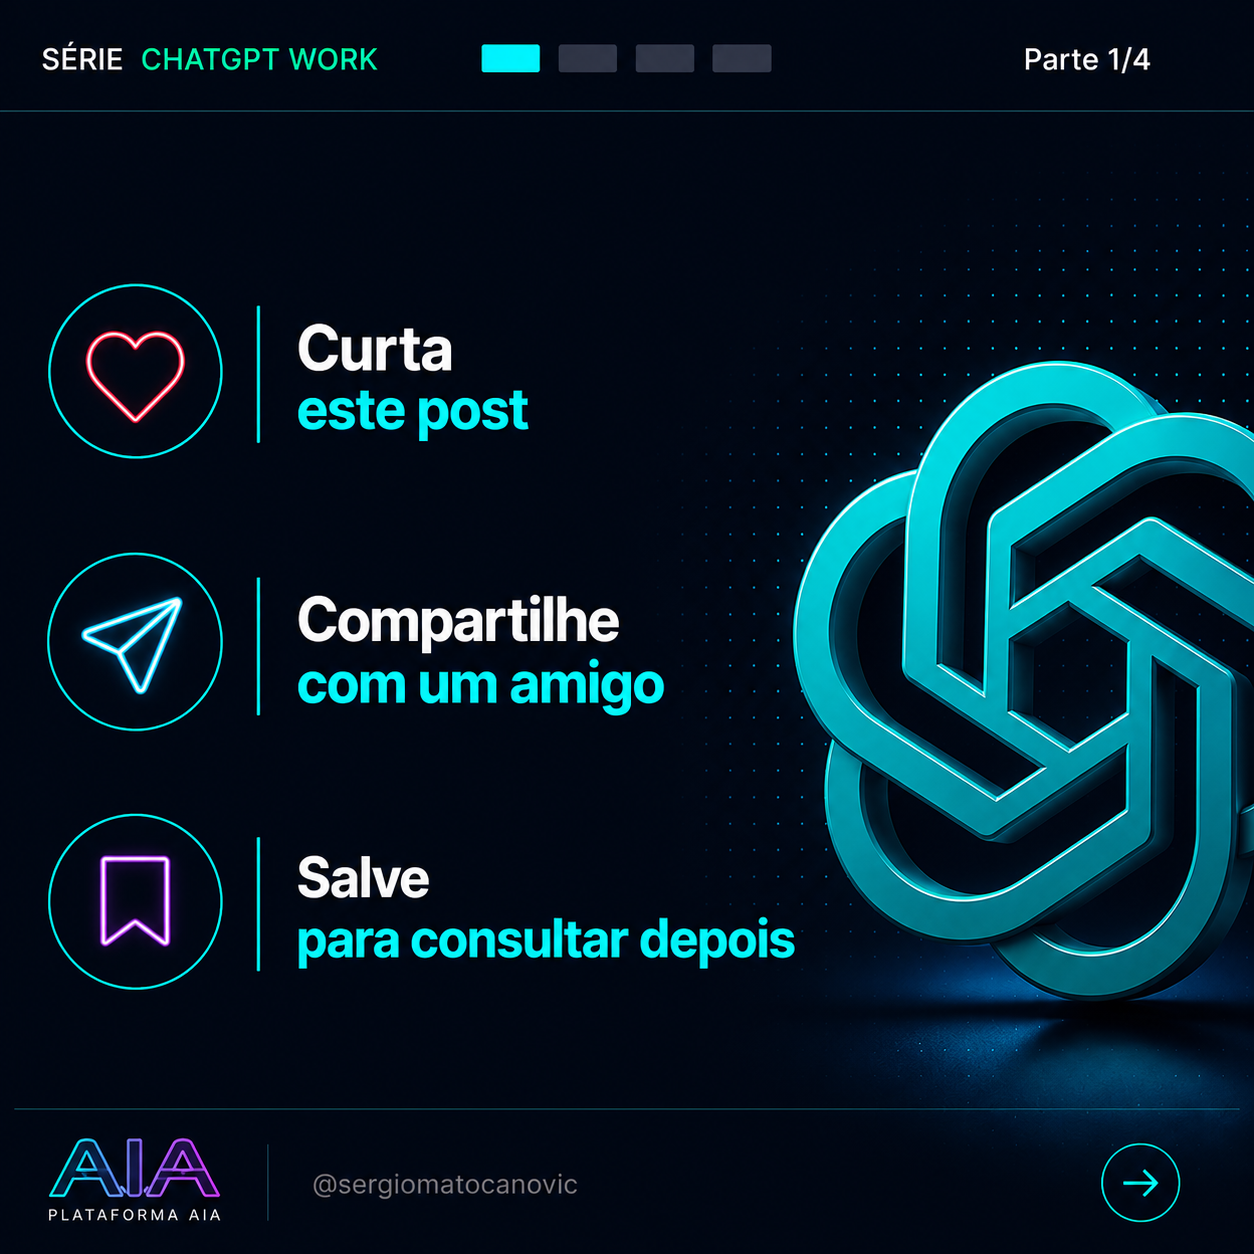 SÉRIE CHATGPT WORK
Parte 1/4
Curta
este post
Compartilhe
com um amigo
Salve
para consultar depois
AIA
PLATAFORMA AIA
@sergiomatocanovic